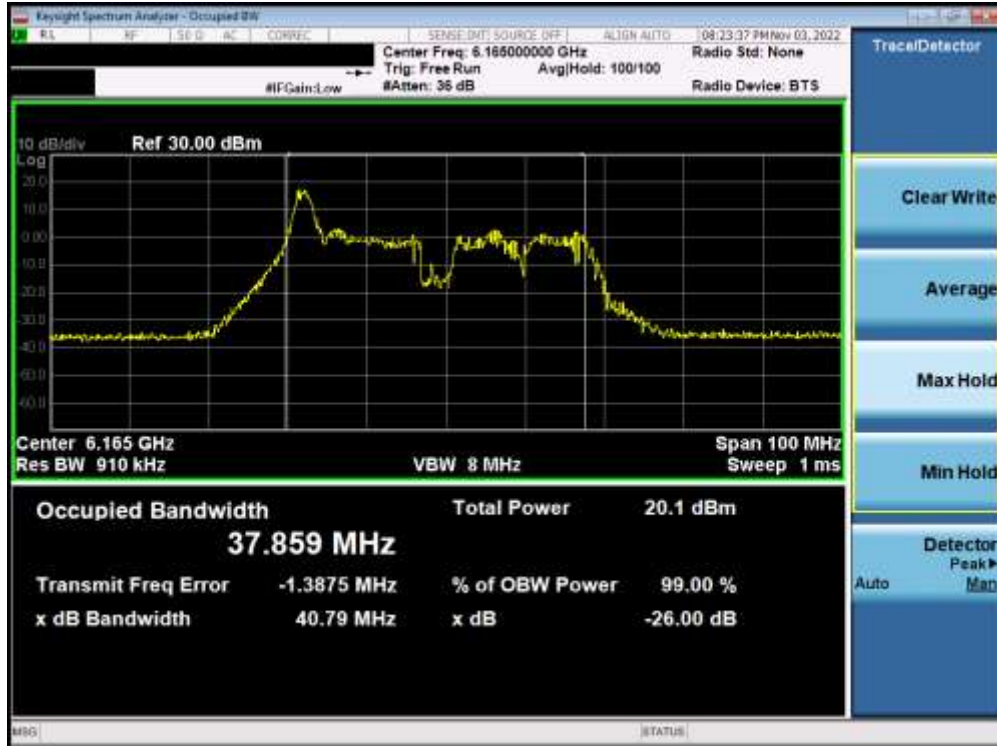 Keysight Spectrum Analyzer - Occupied BW
RL RF 50 Ω AC CORREC SENSE:INT SOURCE OFF ALIGN AUTO 08:23:37 PM Nov 03, 2022
Center Freq: 6.165000000 GHz Radio Std: None
Trig: Free Run Avg|Hold: 100/100
#IFGain:Low #Atten: 36 dB Radio Device: BTS
Trace/Detector
10 dB/div Ref 30.00 dBm
Log
20.0
10.0
0.00
-10.0
-20.0
-30.0
-40.0
Center 6.165 GHz Span 100 MHz
Res BW 910 kHz VBW 8 MHz Sweep 1 ms
Occupied Bandwidth Total Power 20.1 dBm
37.859 MHz
Transmit Freq Error -1.3875 MHz % of OBW Power 99.00 %
x dB Bandwidth 40.79 MHz x dB -26.00 dB
Clear Write
Average
Max Hold
Min Hold
Detector
Peak▶
Auto Man
MSG STATUS